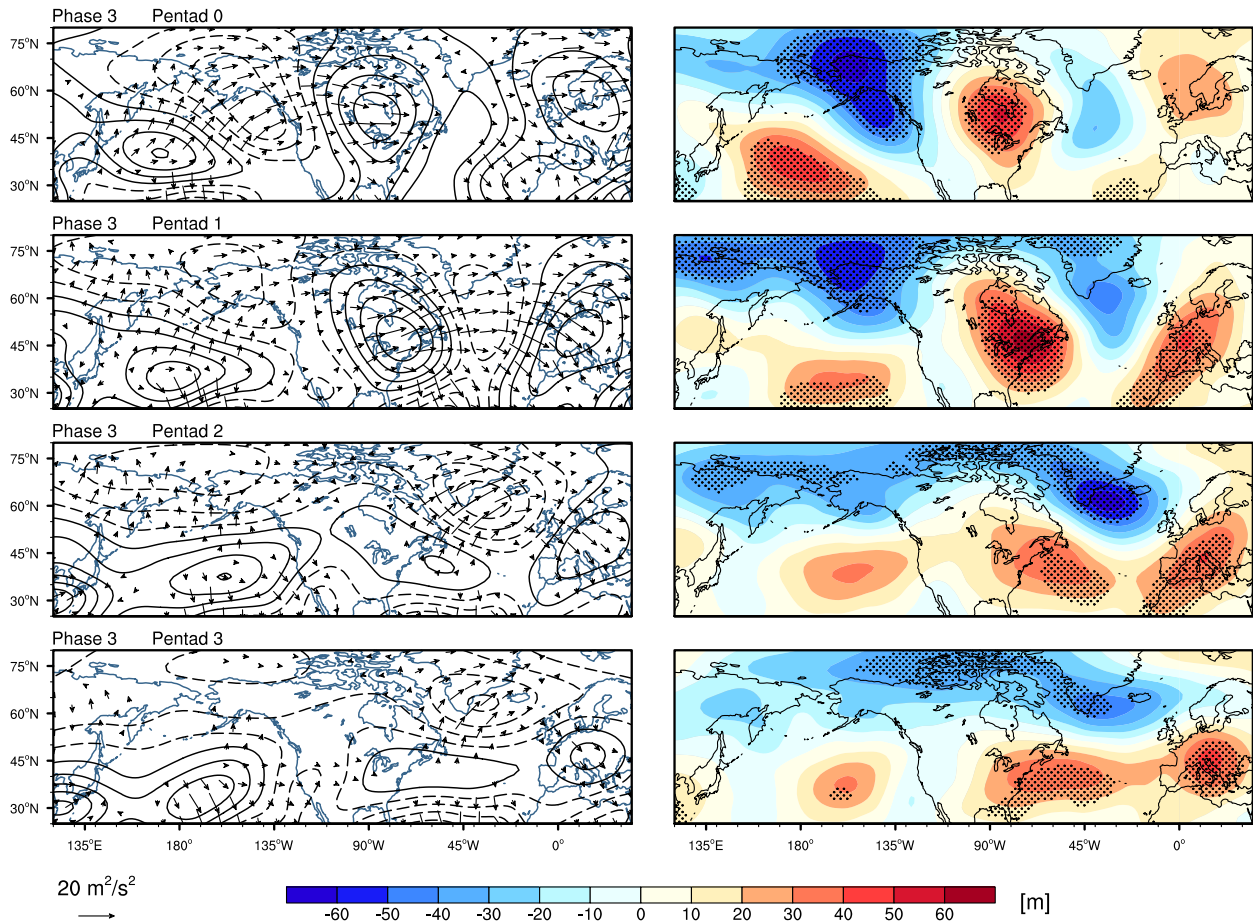 Phase 3 Pentad 0
75°N
60°N
45°N
30°N
Phase 3 Pentad 1
75°N
60°N
45°N
30°N
Phase 3 Pentad 2
75°N
60°N
45°N
30°N
Phase 3 Pentad 3
75°N
60°N
45°N
30°N
135°E 180° 135°W 90°W 45°W 0° 135°E 180° 135°W 90°W 45°W 0°
20 m²/s²
-60 -50 -40 -30 -20 -10 0 10 20 30 40 50 60 [m]